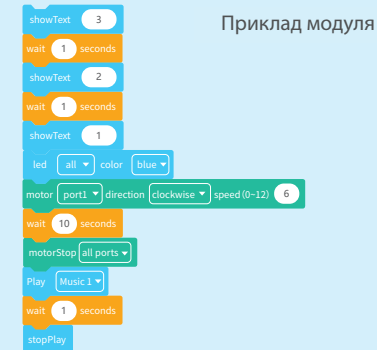 Приклад модуля
showText 3
wait 1 seconds
showText 2
wait 1 seconds
showText 1
led all color blue
motor port1 direction clockwise speed (0~12) 6
wait 10 seconds
motorStop all ports
Play Music 1
wait 1 seconds
stopPlay